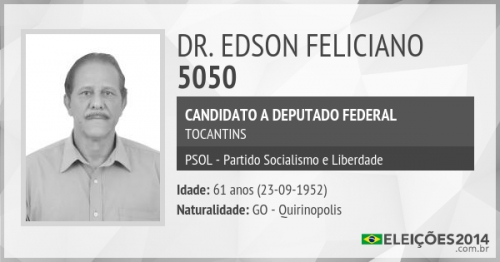 DR. EDSON FELICIANO
5050
CANDIDATO A DEPUTADO FEDERAL
TOCANTINS
PSOL - Partido Socialismo e Liberdade
Idade: 61 anos (23-09-1952)
Naturalidade: GO - Quirinopolis
ELEIÇÕES2014
.com.br